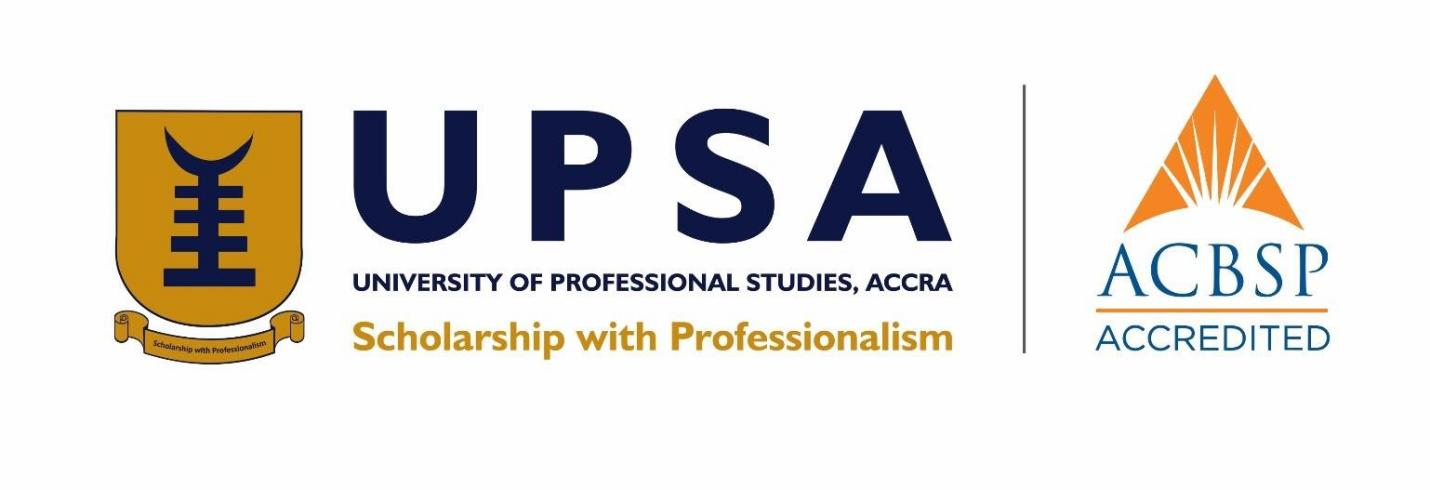 UPSA
UNIVERSITY OF PROFESSIONAL STUDIES, ACCRA
Scholarship with Professionalism
Scholarship with Professionalism
ACBSP
ACCREDITED